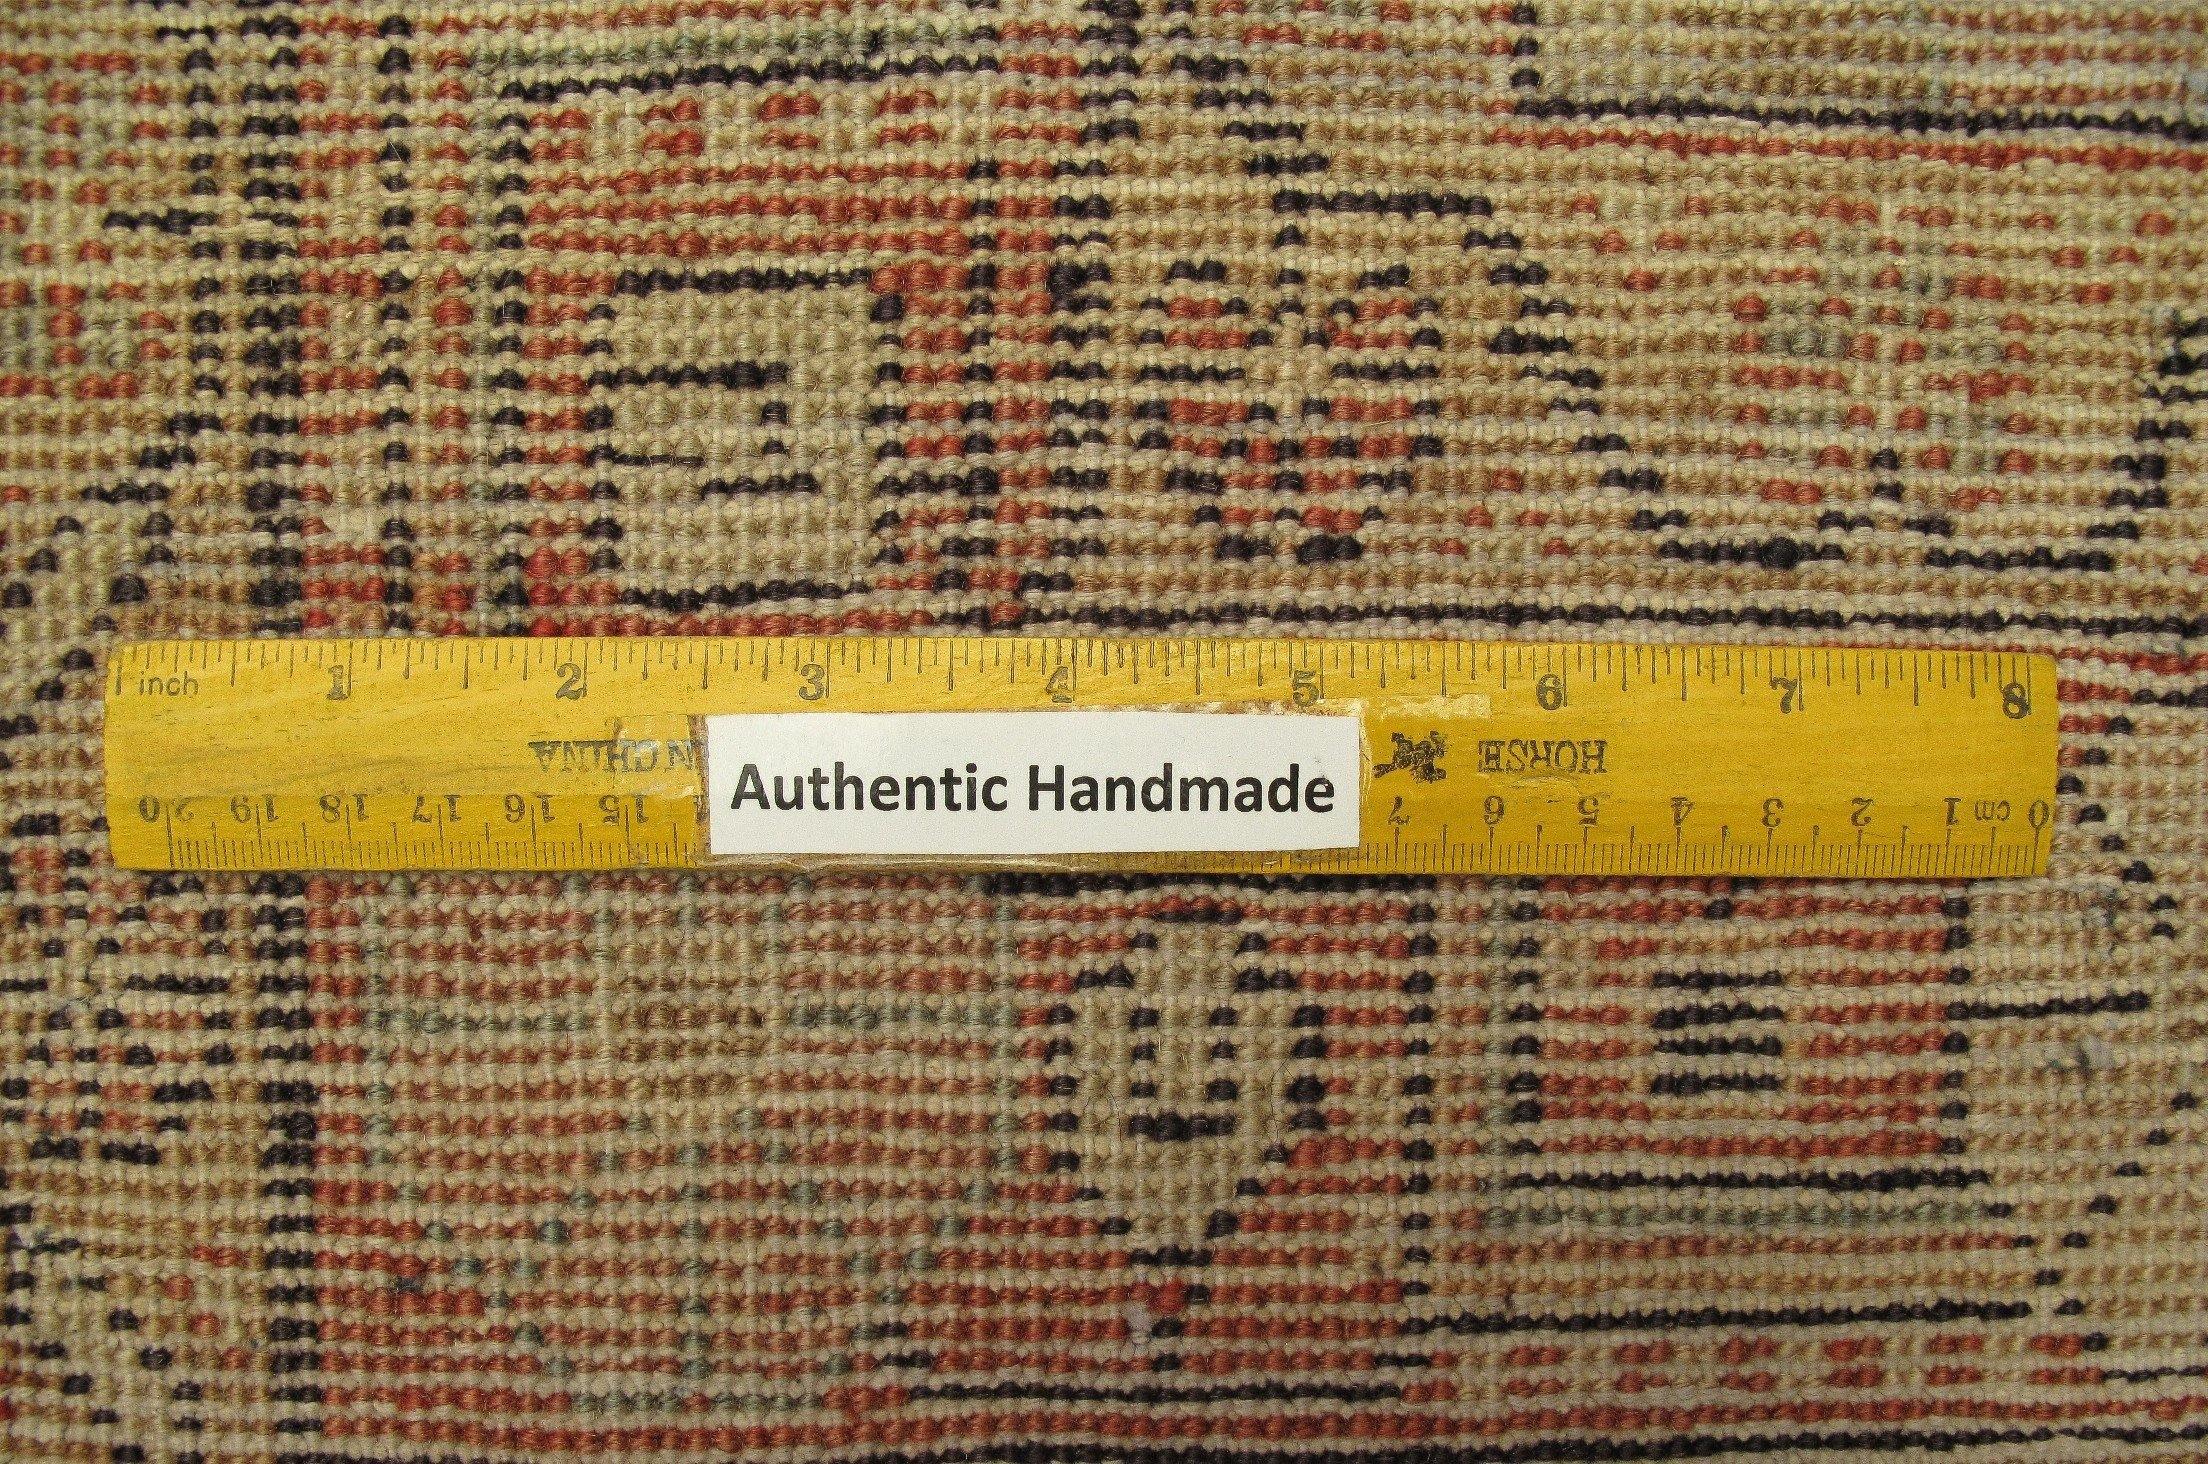 inch 1 2 3 4 5 6 7 8
HORSE N CHINA
Authentic Handmade
0 cm 1 2 3 4 5 6 7 15 16 17 18 19 20